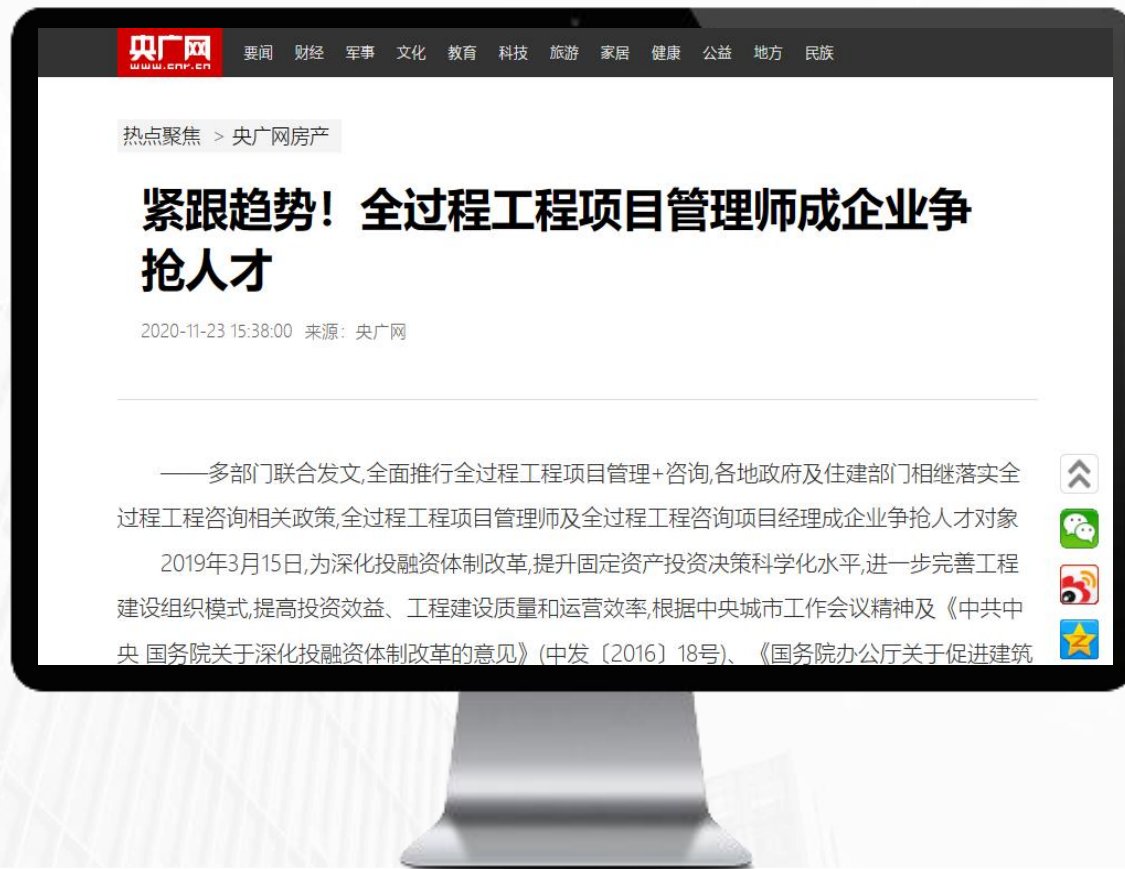 央广网
www.cnr.cn
要闻 财经 军事 文化 教育 科技 旅游 家居 健康 公益 地方 民族
热点聚焦 > 央广网房产
紧跟趋势！全过程工程项目管理师成企业争
抢人才
2020-11-23 15:38:00 来源：央广网
——多部门联合发文,全面推行全过程工程项目管理+咨询,各地政府及住建部门相继落实全
过程工程咨询相关政策,全过程工程项目管理师及全过程工程咨询项目经理成企业争抢人才对象
2019年3月15日,为深化投融资体制改革,提升固定资产投资决策科学化水平,进一步完善工程
建设组织模式,提高投资效益、工程建设质量和运营效率,根据中央城市工作会议精神及《中共中
央 国务院关于深化投融资体制改革的意见》(中发〔2016〕18号)、《国务院办公厅关于促进建筑